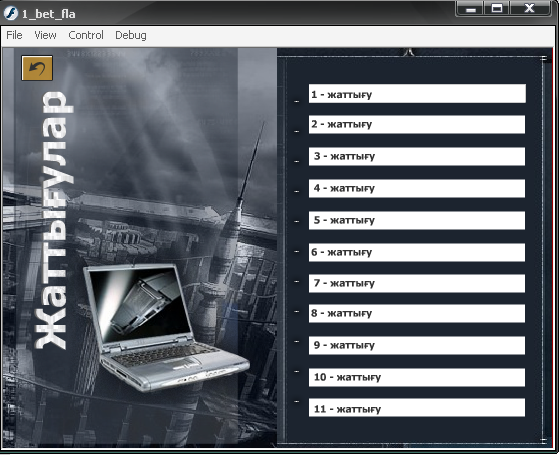 1_bet_fla
File View Control Debug
Жаттығулар
1 - жаттығу
2 - жаттығу
3 - жаттығу
4 - жаттығу
5 - жаттығу
6 - жаттығу
7 - жаттығу
8 - жаттығу
9 - жаттығу
10 - жаттығу
11 - жаттығу